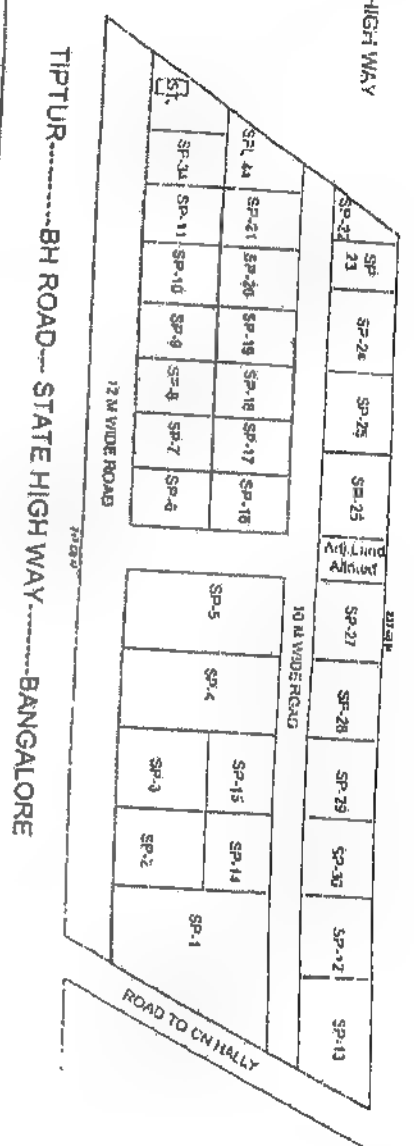 HIGH WAY
SP-22
SP
23
SP-24
SP-25
SP-26
Adj.Land
Alloted
SP-27
SP-28
SP-29
SP-30
SP-12
SP-13
10 M WIDE ROAD
SPL 44
SP-21
SP-20
SP-19
SP-18
SP-17
SP-16
ST.
SP-11
SP-10
SP-9
SP-8
SP-7
SP-6
SP-5
SP-4
SP-15
SP-14
SP-3
SP-2
SP-1
12 M WIDE ROAD
ROAD TO CN HALLY
TIPTUR---------BH ROAD--- STATE HIGH WAY---------BANGALORE